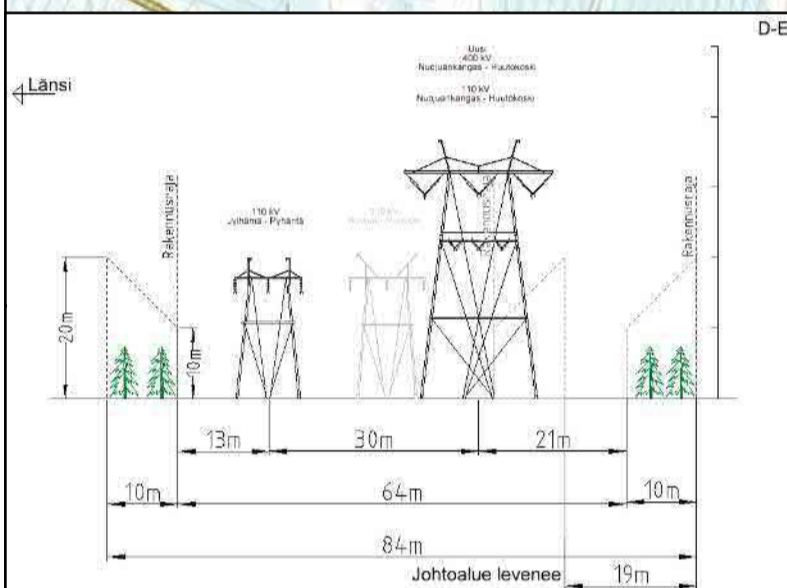 D-E
Länsi
Uusi
400 kV
Nuojuankangas - Huutokoski
110 kV
Nuojuankangas - Huutokoski
110 kV
Jylhämä - Pyhäntä
Rakennusraja
Rakennusraja
Rakennusraja
20m
10m
13m
30m
21m
10m
64m
10m
84m
Johtoalue levenee
19m